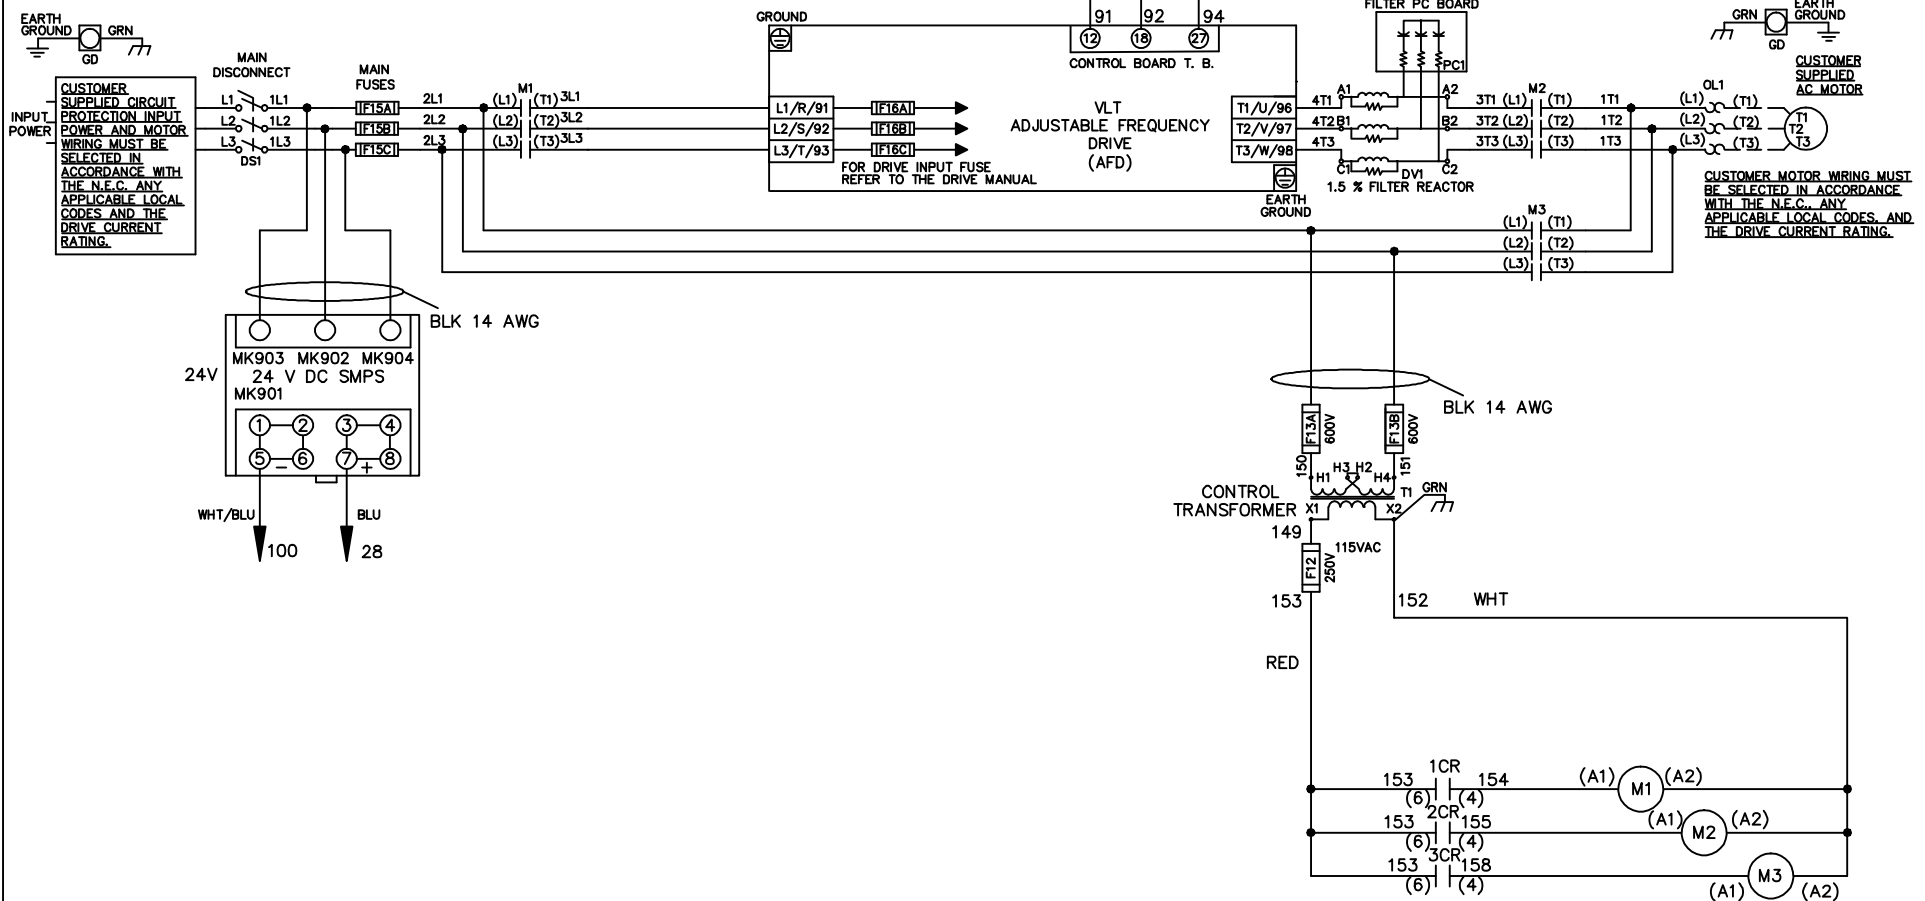 EARTH
GROUND
GRN
GD
CUSTOMER
SUPPLIED CIRCUIT
PROTECTION INPUT
POWER AND MOTOR
WIRING MUST BE
SELECTED IN
ACCORDANCE WITH
THE N.E.C. ANY
APPLICABLE LOCAL
CODES AND THE
DRIVE CURRENT
RATING.
INPUT
POWER
MAIN
DISCONNECT
L1 1L1
L2 1L2
L3 1L3
DS1
MAIN
FUSES
F15A
F15B
F15C
2L1
2L2
2L3
M1
(L1) (T1) 3L1
(L2) (T2) 3L2
(L3) (T3) 3L3
GROUND
L1/R/91
L2/S/92
L3/T/93
F16A
F16B
F16C
FOR DRIVE INPUT FUSE
REFER TO THE DRIVE MANUAL
91 92 94
12 18 27
CONTROL BOARD T. B.
VLT
ADJUSTABLE FREQUENCY
DRIVE
(AFD)
T1/U/96
T2/V/97
T3/W/98
EARTH
GROUND
FILTER PC BOARD
PC1
4T1 A1 A2
4T2 B1 B2
4T3
C1 C2
DV1
1.5 % FILTER REACTOR
M2
3T1 (L1) (T1) 1T1
3T2 (L2) (T2) 1T2
3T3 (L3) (T3) 1T3
OL1
(L1) (T1)
(L2) (T2)
(L3) (T3)
T1
T2
T3
GRN
EARTH
GROUND
GD
CUSTOMER
SUPPLIED
AC MOTOR
CUSTOMER MOTOR WIRING MUST
BE SELECTED IN ACCORDANCE
WITH THE N.E.C., ANY
APPLICABLE LOCAL CODES, AND
THE DRIVE CURRENT RATING.
M3
(L1) (T1)
(L2) (T2)
(L3) (T3)
BLK 14 AWG
MK903 MK902 MK904
24V
24 V DC SMPS
MK901
1 2 3 4
5 - 6 7 + 8
WHT/BLU
BLU
100
28
BLK 14 AWG
F13A
600V
F13B
600V
150
151
H1 H3 H2 H4
T1
GRN
CONTROL
TRANSFORMER
X1 X2
149
115VAC
F12
250V
153
152 WHT
RED
1CR
153 154
(6) (4)
(A1) M1 (A2)
2CR
153 155
(6) (4)
(A1) M2 (A2)
3CR
153 158
(6) (4)
(A1) M3 (A2)